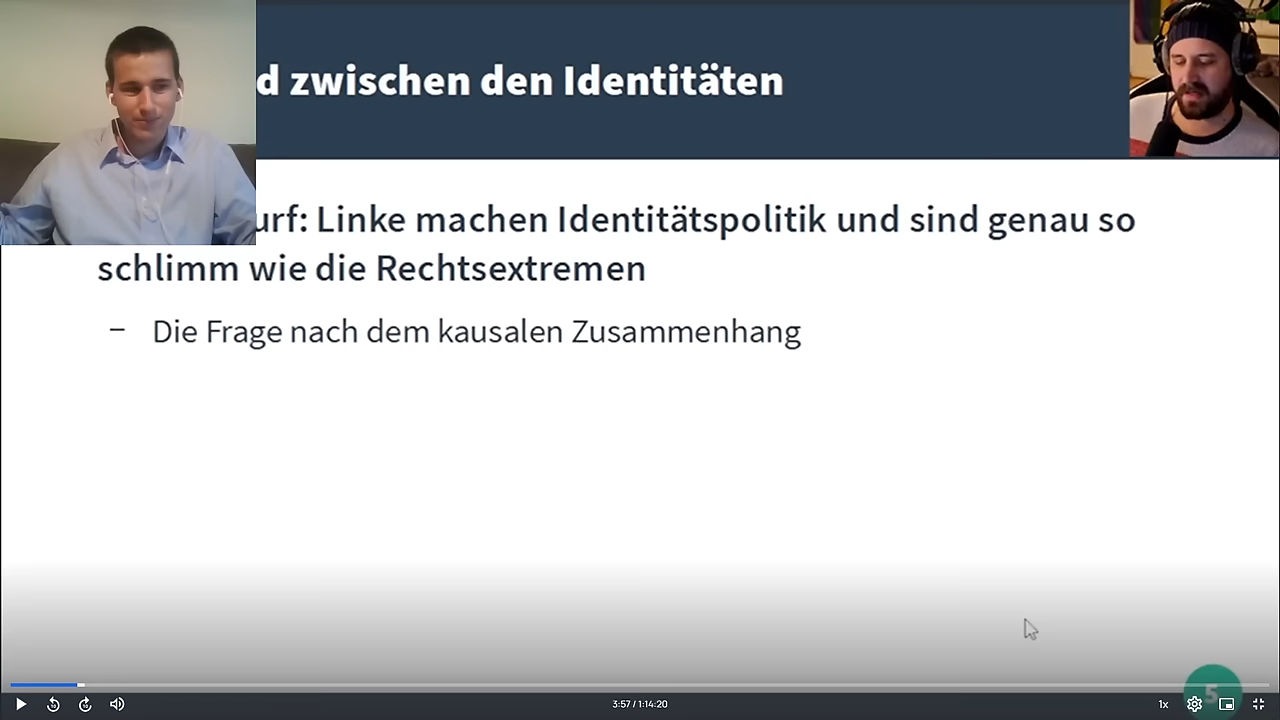 d zwischen den Identitäten
urf: Linke machen Identitätspolitik und sind genau so
schlimm wie die Rechtsextremen
– Die Frage nach dem kausalen Zusammenhang
5
3:57 / 1:14:20
1x